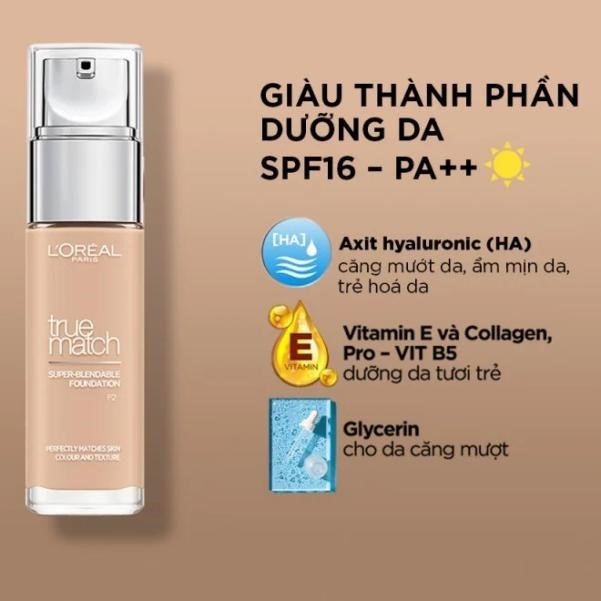 GIÀU THÀNH PHẦN
DƯỠNG DA
SPF16 – PA++
[HA]
Axit hyaluronic (HA)
căng mướt da, ẩm mịn da,
trẻ hoá da
E
VITAMIN
Vitamin E và Collagen,
Pro – VIT B5
dưỡng da tươi trẻ
Glycerin
cho da căng mượt
L'ORÉAL
PARIS
true
match
SUPER-BLENDABLE
FOUNDATION
PERFECTLY MATCHES SKIN
COLOUR AND TEXTURE